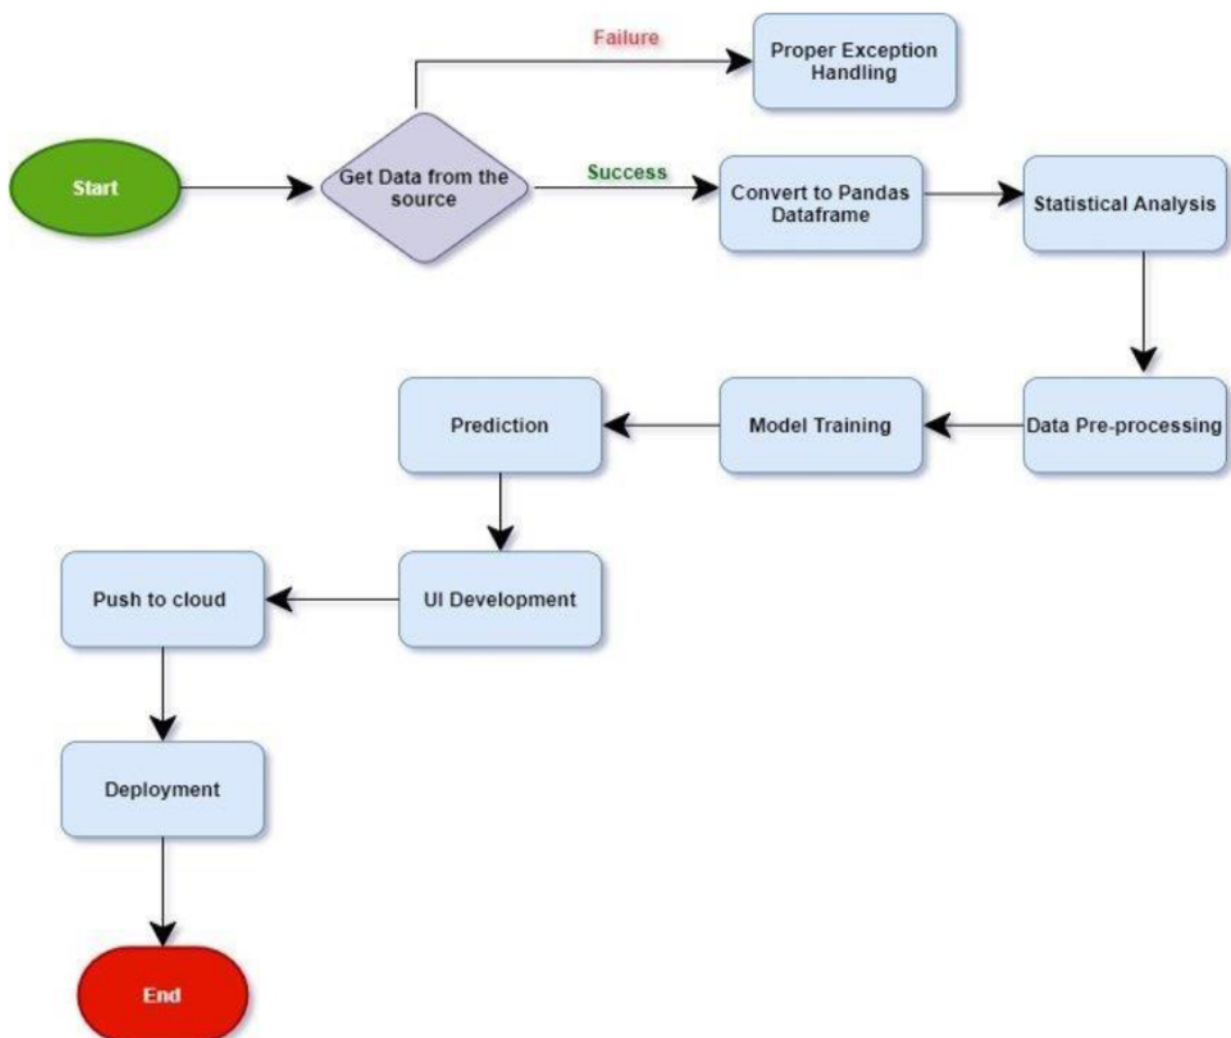 Failure
Proper Exception
Handling
Start
Get Data from the
source
Success
Convert to Pandas
Dataframe
Statistical Analysis
Prediction
Model Training
Data Pre-processing
Push to cloud
UI Development
Deployment
End